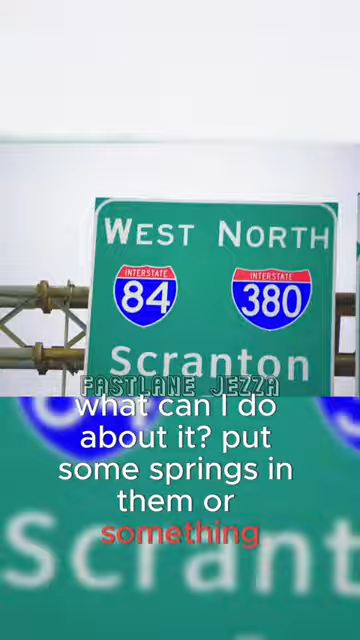 WEST NORTH
INTERSTATE INTERSTATE
84 380
Scranton
FASTLANE_JEZZA
what can I do
about it? put
some springs in
them or
something
Scrant